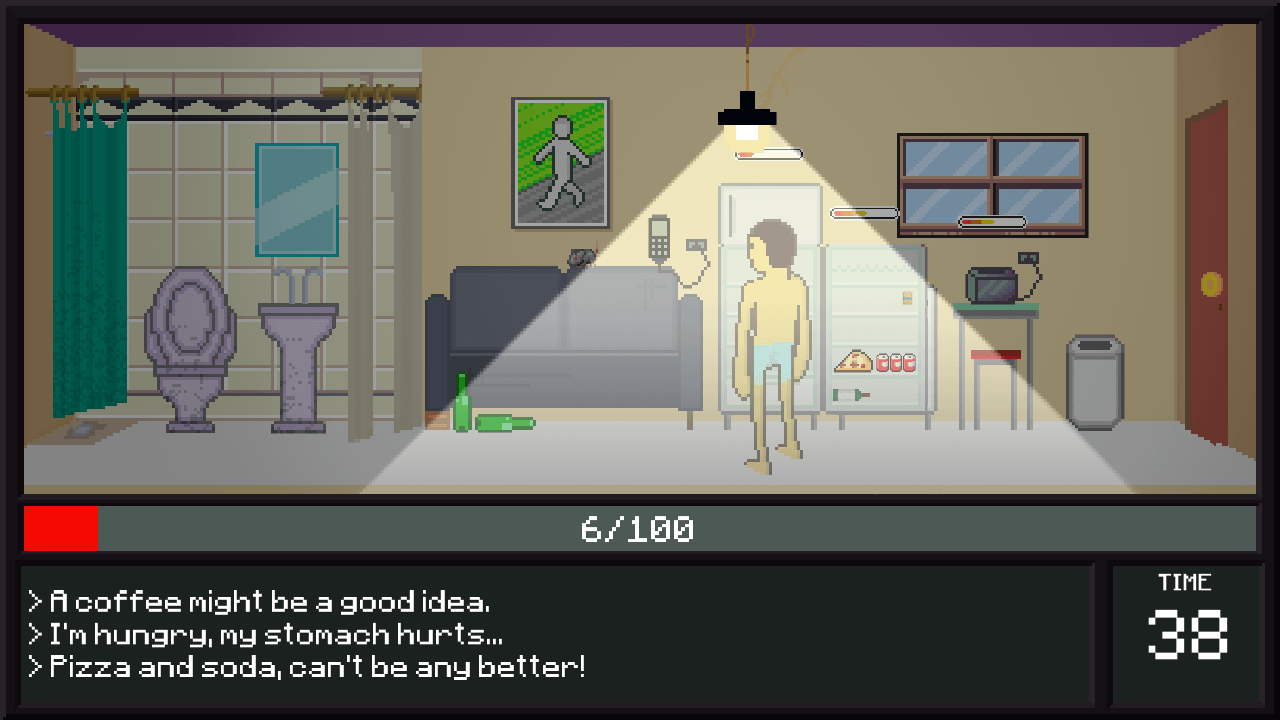 6/100
> A coffee might be a good idea.
> I'm hungry, my stomach hurts...
> Pizza and soda, can't be any better!
TIME
38